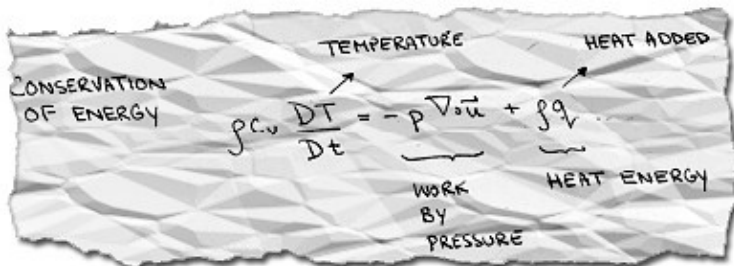 TEMPERATURE HEAT ADDED
CONSERVATION
OF ENERGY
ρC_v DT/Dt = -p ∇∘u⃗ + ρq ...
WORK HEAT ENERGY
BY
PRESSURE